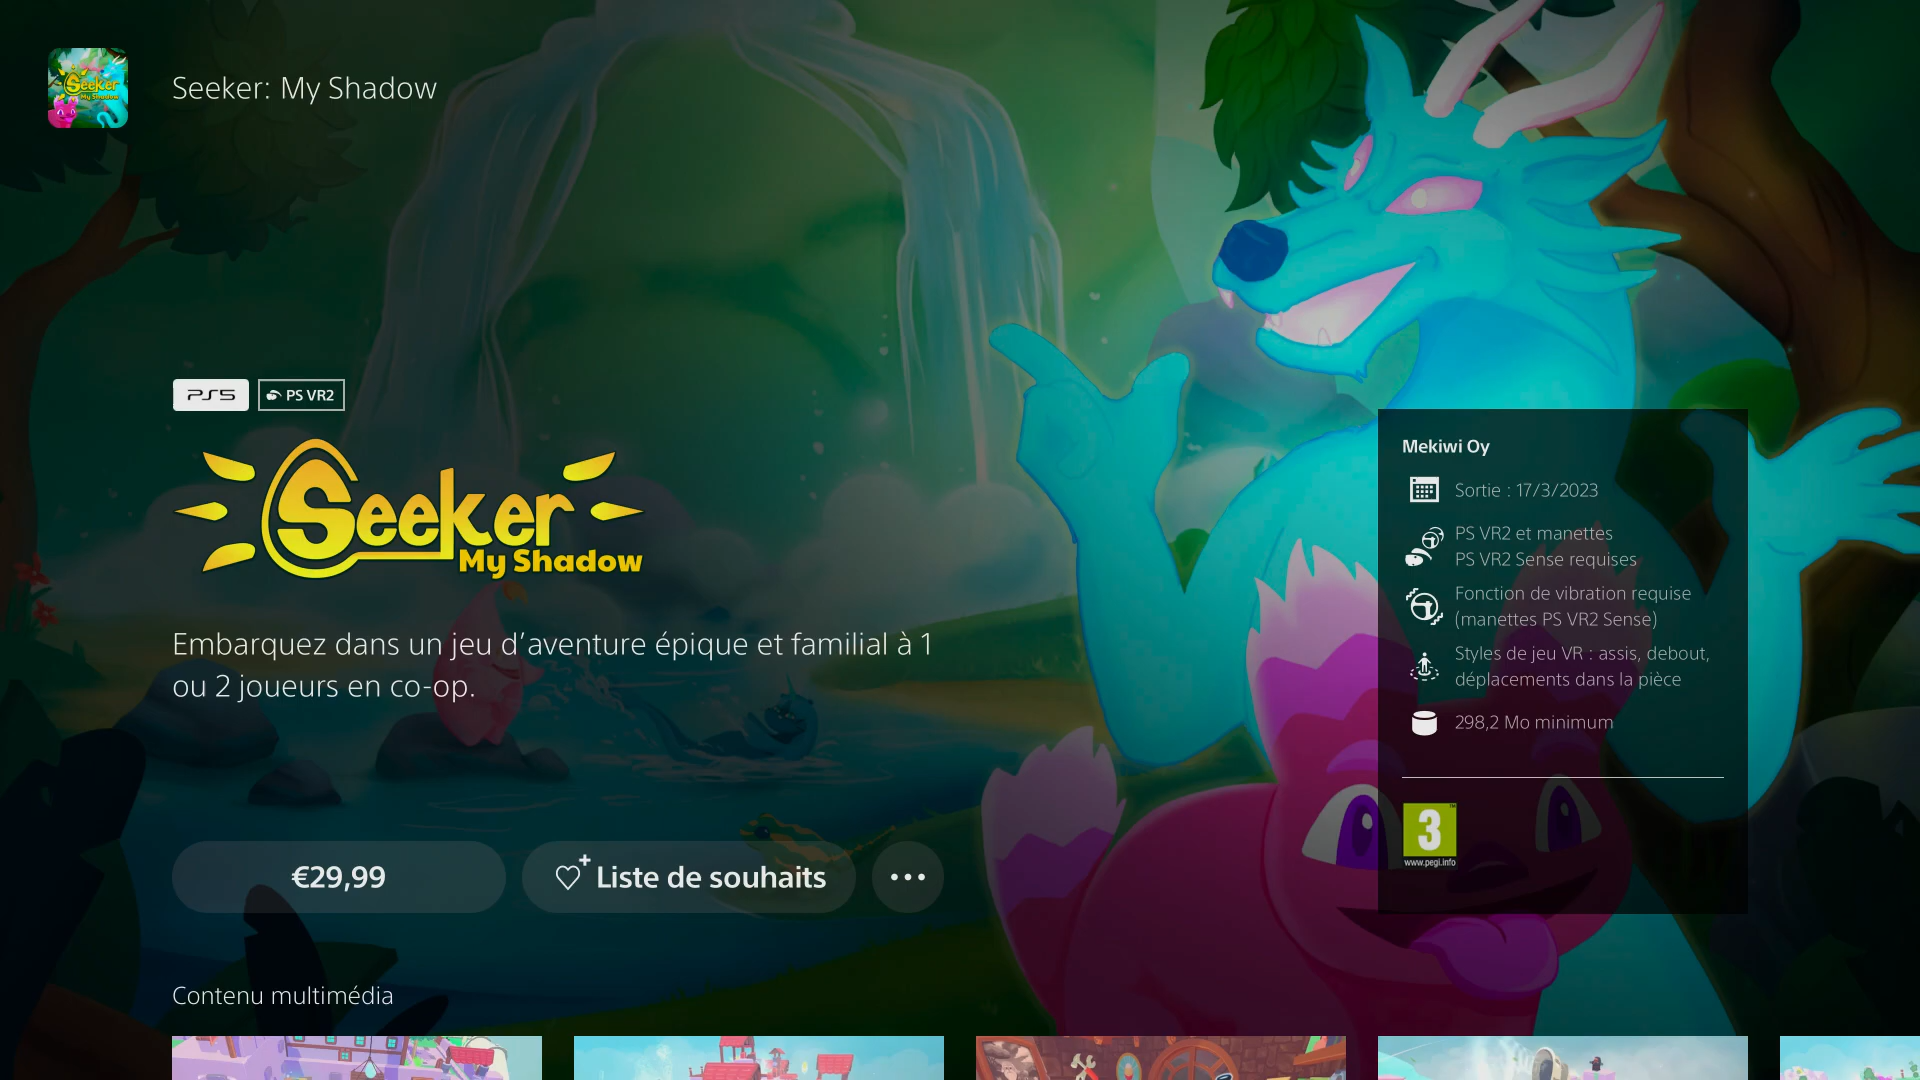 Seeker
My Shadow
Seeker: My Shadow
PS5
PS VR2
Seeker
My Shadow
Embarquez dans un jeu d’aventure épique et familial à 1
ou 2 joueurs en co-op.
€29,99
Liste de souhaits
Mekiwi Oy
Sortie : 17/3/2023
PS VR2 et manettes
PS VR2 Sense requises
Fonction de vibration requise
(manettes PS VR2 Sense)
Styles de jeu VR : assis, debout,
déplacements dans la pièce
298,2 Mo minimum
3
www.pegi.info
Contenu multimédia